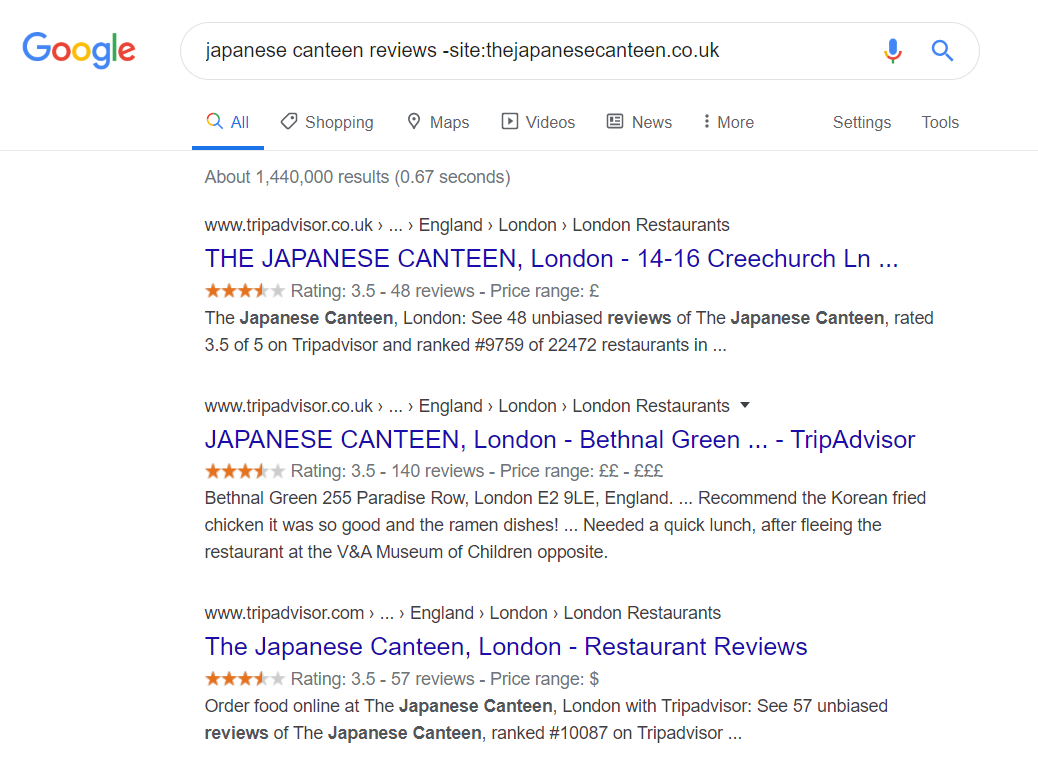 Google
japanese canteen reviews -site:thejapanesecanteen.co.uk
All Shopping Maps Videos News More Settings Tools
About 1,440,000 results (0.67 seconds)
www.tripadvisor.co.uk › ... › England › London › London Restaurants
THE JAPANESE CANTEEN, London - 14-16 Creechurch Ln ...
Rating: 3.5 - 48 reviews - Price range: £
The Japanese Canteen, London: See 48 unbiased reviews of The Japanese Canteen, rated
3.5 of 5 on Tripadvisor and ranked #9759 of 22472 restaurants in ...
www.tripadvisor.co.uk › ... › England › London › London Restaurants
JAPANESE CANTEEN, London - Bethnal Green ... - TripAdvisor
Rating: 3.5 - 140 reviews - Price range: ££ - £££
Bethnal Green 255 Paradise Row, London E2 9LE, England. ... Recommend the Korean fried
chicken it was so good and the ramen dishes! ... Needed a quick lunch, after fleeing the
restaurant at the V&A Museum of Children opposite.
www.tripadvisor.com › ... › England › London › London Restaurants
The Japanese Canteen, London - Restaurant Reviews
Rating: 3.5 - 57 reviews - Price range: $
Order food online at The Japanese Canteen, London with Tripadvisor: See 57 unbiased
reviews of The Japanese Canteen, ranked #10087 on Tripadvisor ...